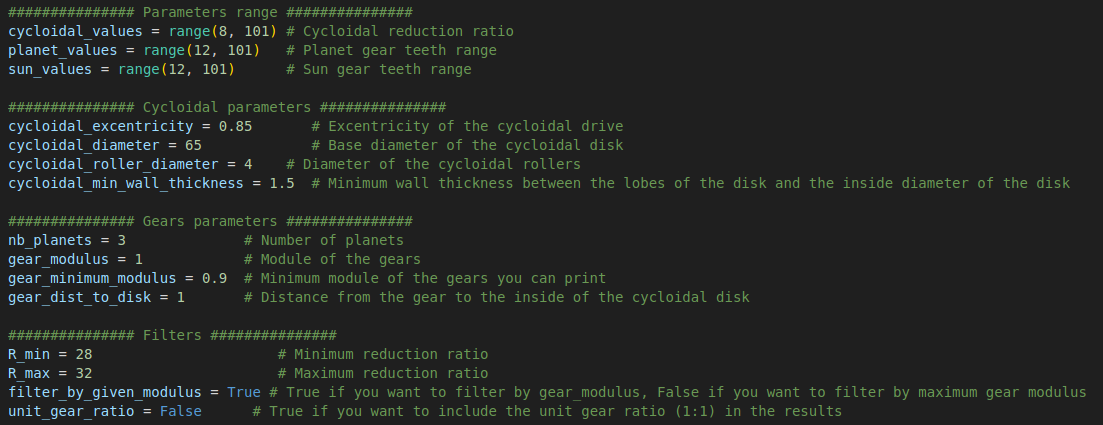 ############### Parameters range ###############
cycloidal_values = range(8, 101) # Cycloidal reduction ratio
planet_values = range(12, 101)   # Planet gear teeth range
sun_values = range(12, 101)      # Sun gear teeth range
############### Cycloidal parameters ###############
cycloidal_excentricity = 0.85       # Excentricity of the cycloidal drive
cycloidal_diameter = 65             # Base diameter of the cycloidal disk
cycloidal_roller_diameter = 4    # Diameter of the cycloidal rollers
cycloidal_min_wall_thickness = 1.5  # Minimum wall thickness between the lobes of the disk and the inside diameter of the disk
############### Gears parameters ###############
nb_planets = 3              # Number of planets
gear_modulus = 1            # Module of the gears
gear_minimum_modulus = 0.9  # Minimum module of the gears you can print
gear_dist_to_disk = 1       # Distance from the gear to the inside of the cycloidal disk
############### Filters ###############
R_min = 28                      # Minimum reduction ratio
R_max = 32                      # Maximum reduction ratio
filter_by_given_modulus = True # True if you want to filter by gear_modulus, False if you want to filter by maximum gear modulus
unit_gear_ratio = False      # True if you want to include the unit gear ratio (1:1) in the results